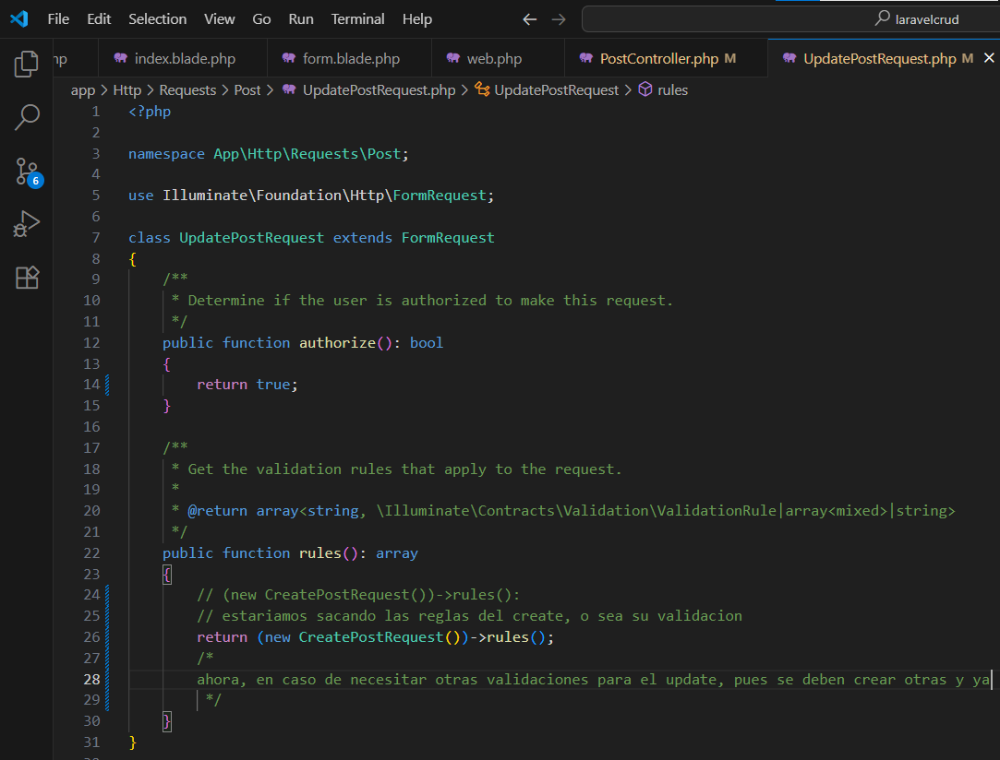 File Edit Selection View Go Run Terminal Help laravelcrud
hp index.blade.php form.blade.php web.php PostController.php M UpdatePostRequest.php M
app > Http > Requests > Post > UpdatePostRequest.php > UpdatePostRequest > rules
6
1 <?php
2
3 namespace App\Http\Requests\Post;
4
5 use Illuminate\Foundation\Http\FormRequest;
6
7 class UpdatePostRequest extends FormRequest
8 {
9 /**
10 * Determine if the user is authorized to make this request.
11 */
12 public function authorize(): bool
13 {
14 return true;
15 }
16
17 /**
18 * Get the validation rules that apply to the request.
19 *
20 * @return array<string, \Illuminate\Contracts\Validation\ValidationRule|array<mixed>|string>
21 */
22 public function rules(): array
23 {
24 // (new CreatePostRequest())->rules():
25 // estariamos sacando las reglas del create, o sea su validacion
26 return (new CreatePostRequest())->rules();
27 /*
28 ahora, en caso de necesitar otras validaciones para el update, pues se deben crear otras y ya
29 */
30 }
31 }